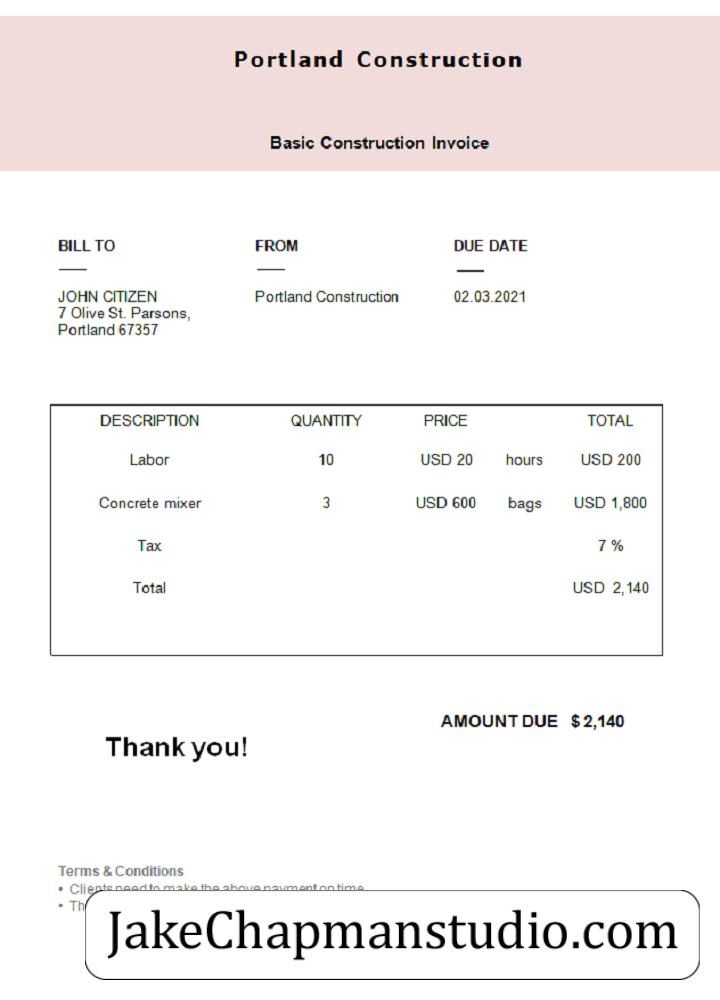 Portland Construction
Basic Construction Invoice
BILL TO FROM DUE DATE
JOHN CITIZEN Portland Construction 02.03.2021
7 Olive St. Parsons,
Portland 67357
DESCRIPTION QUANTITY PRICE TOTAL
Labor 10 USD 20 hours USD 200
Concrete mixer 3 USD 600 bags USD 1,800
Tax 7 %
Total USD 2,140
AMOUNT DUE $ 2,140
Thank you!
Terms & Conditions
• Clients need to make the above payment on time
JakeChapmanstudio.com